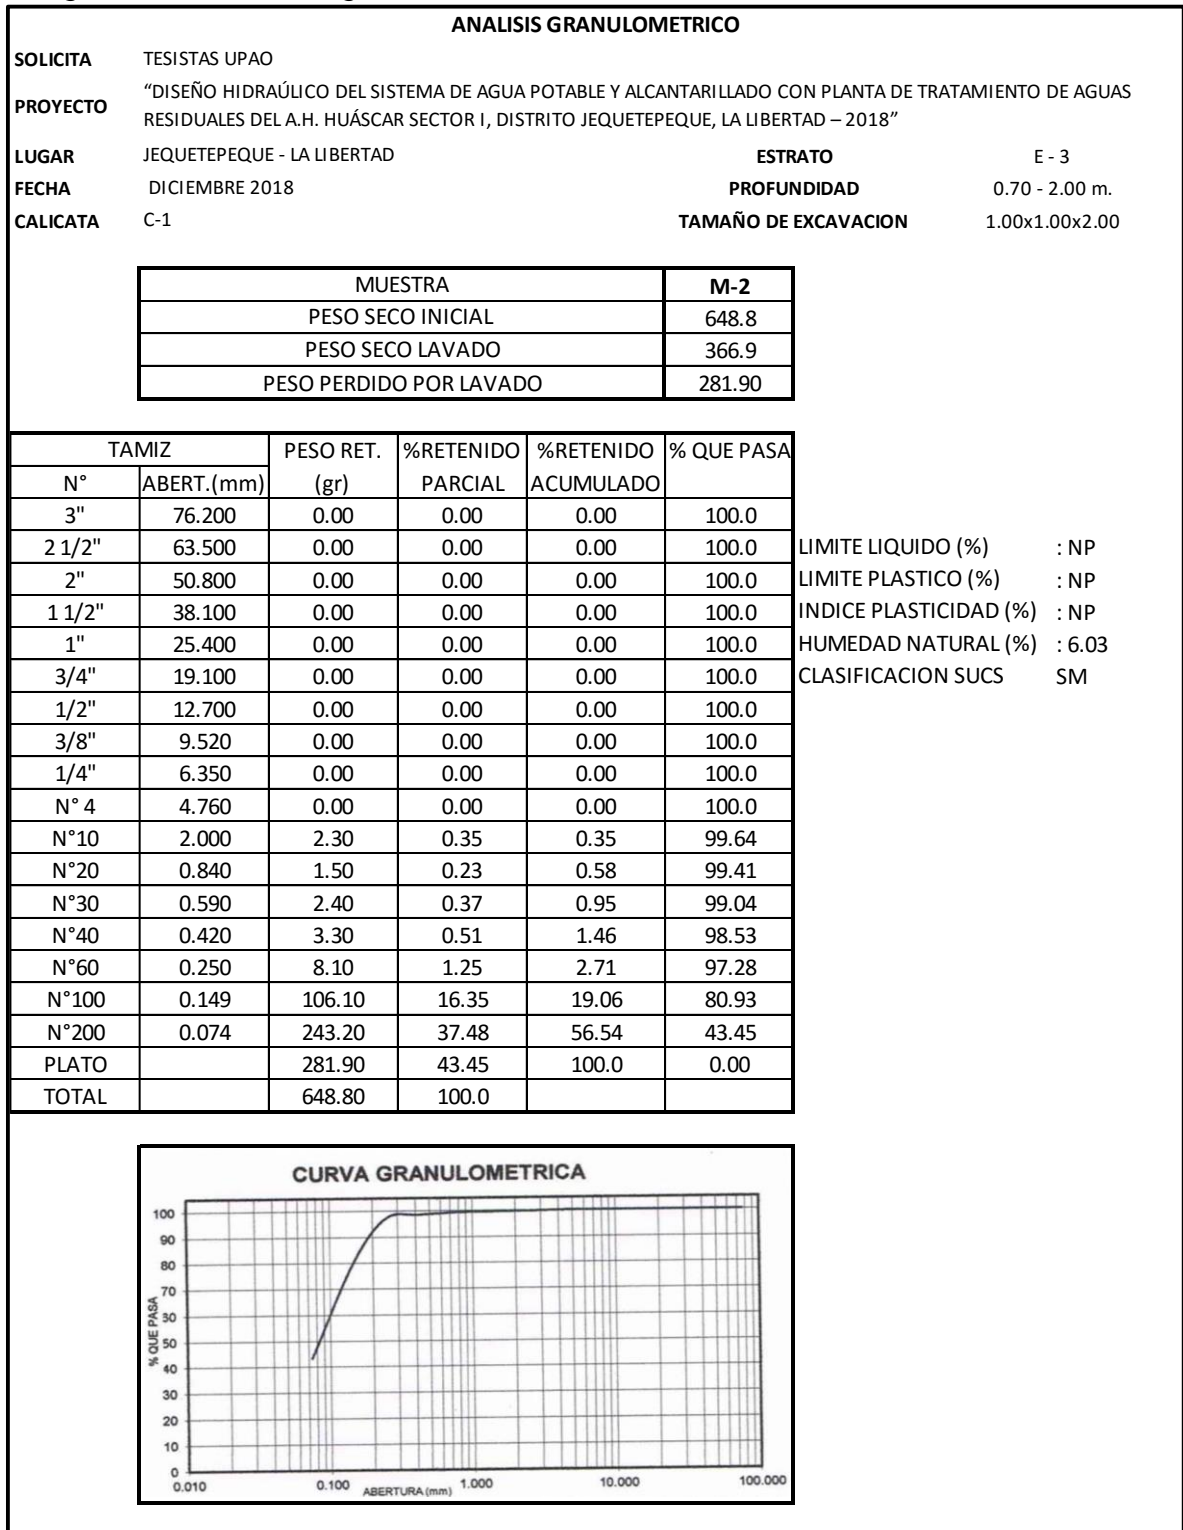 ANALISIS GRANULOMETRICO
SOLICITA TESISTAS UPAO
PROYECTO “DISEÑO HIDRAÚLICO DEL SISTEMA DE AGUA POTABLE Y ALCANTARILLADO CON PLANTA DE TRATAMIENTO DE AGUAS
RESIDUALES DEL A.H. HUÁSCAR SECTOR I, DISTRITO JEQUETEPEQUE, LA LIBERTAD – 2018”
LUGAR JEQUETEPEQUE - LA LIBERTAD ESTRATO E - 3
FECHA DICIEMBRE 2018 PROFUNDIDAD 0.70 - 2.00 m.
CALICATA C-1 TAMAÑO DE EXCAVACION 1.00x1.00x2.00
MUESTRA M-2
PESO SECO INICIAL 648.8
PESO SECO LAVADO 366.9
PESO PERDIDO POR LAVADO 281.90
TAMIZ PESO RET. %RETENIDO %RETENIDO % QUE PASA
N° ABERT.(mm) (gr) PARCIAL ACUMULADO
3" 76.200 0.00 0.00 0.00 100.0
2 1/2" 63.500 0.00 0.00 0.00 100.0 LIMITE LIQUIDO (%) : NP
2" 50.800 0.00 0.00 0.00 100.0 LIMITE PLASTICO (%) : NP
1 1/2" 38.100 0.00 0.00 0.00 100.0 INDICE PLASTICIDAD (%) : NP
1" 25.400 0.00 0.00 0.00 100.0 HUMEDAD NATURAL (%) : 6.03
3/4" 19.100 0.00 0.00 0.00 100.0 CLASIFICACION SUCS SM
1/2" 12.700 0.00 0.00 0.00 100.0
3/8" 9.520 0.00 0.00 0.00 100.0
1/4" 6.350 0.00 0.00 0.00 100.0
N° 4 4.760 0.00 0.00 0.00 100.0
N°10 2.000 2.30 0.35 0.35 99.64
N°20 0.840 1.50 0.23 0.58 99.41
N°30 0.590 2.40 0.37 0.95 99.04
N°40 0.420 3.30 0.51 1.46 98.53
N°60 0.250 8.10 1.25 2.71 97.28
N°100 0.149 106.10 16.35 19.06 80.93
N°200 0.074 243.20 37.48 56.54 43.45
PLATO 281.90 43.45 100.0 0.00
TOTAL 648.80 100.0
CURVA GRANULOMETRICA
% QUE PASA
100
90
80
70
30
50
40
30
20
10
0
0.010 0.100 1.000 10.000 100.000
ABERTURA (mm)